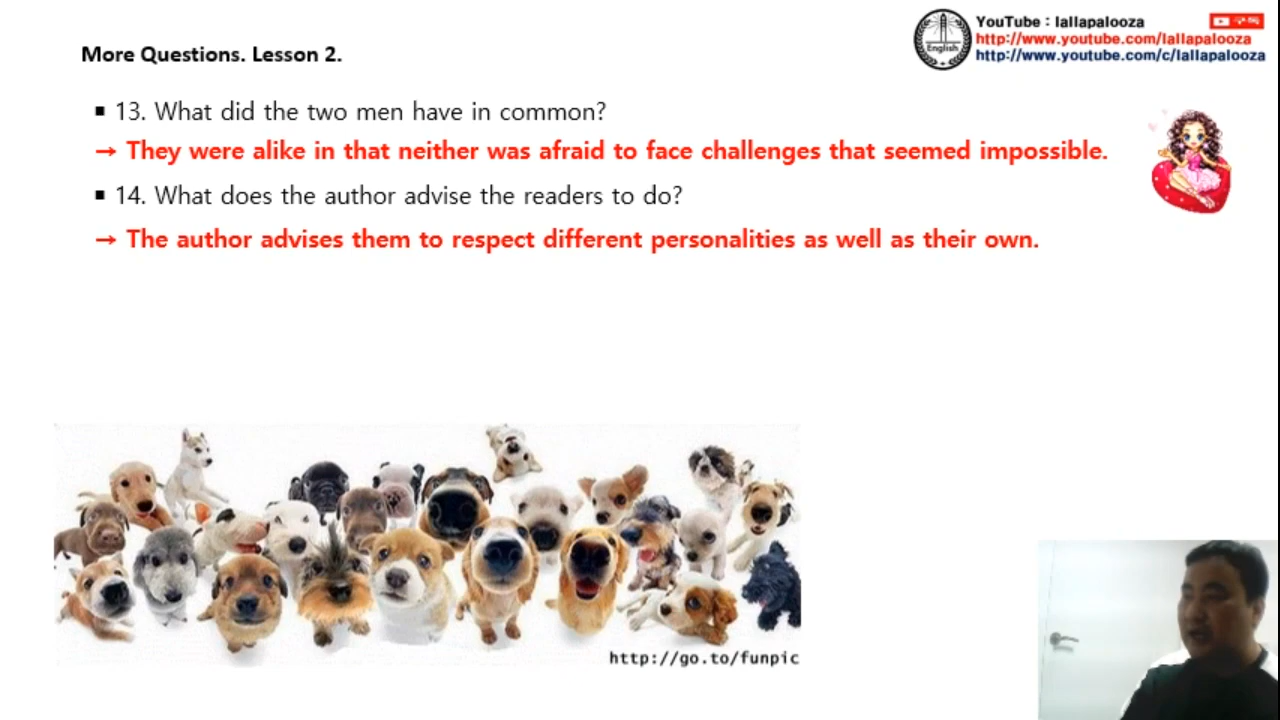 YouTube : lallapalooza
http://www.youtube.com/lallapalooza
http://www.youtube.com/c/lallapalooza
English
More Questions. Lesson 2.
▪ 13. What did the two men have in common?
→ They were alike in that neither was afraid to face challenges that seemed impossible.
▪ 14. What does the author advise the readers to do?
→ The author advises them to respect different personalities as well as their own.
http://go.to/funpic